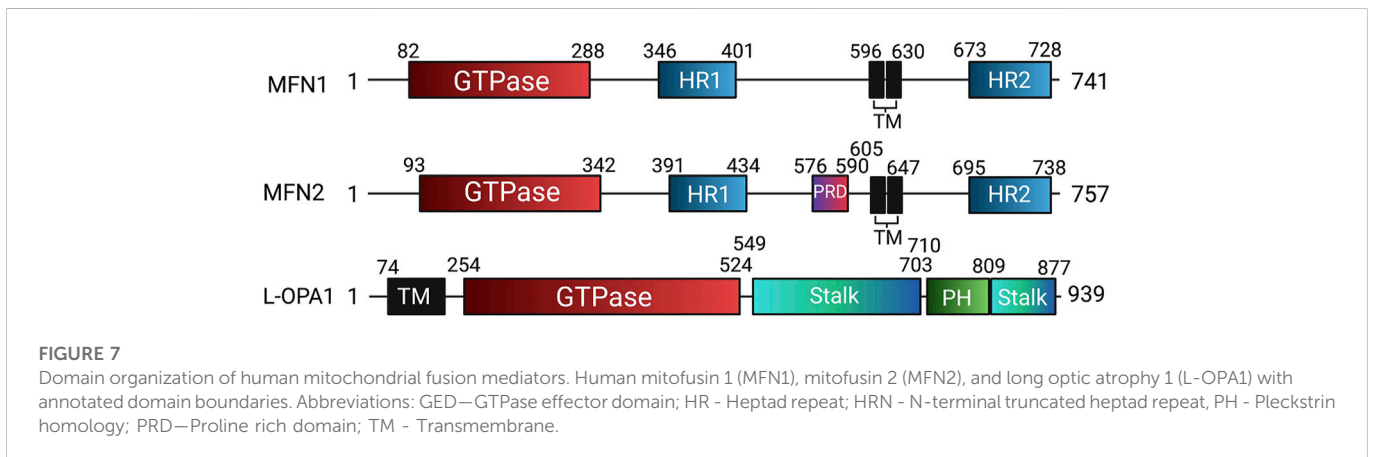 82 288 346 401 596 630 673 728
MFN1 1 GTPase HR1 HR2 741
TM
605
93 342 391 434 576 590 647 695 738
MFN2 1 GTPase HR1 PRD HR2 757
TM
549 710
74 254 524 703 809 877
L-OPA1 1 TM GTPase Stalk PH Stalk 939
FIGURE 7
Domain organization of human mitochondrial fusion mediators. Human mitofusin 1 (MFN1), mitofusin 2 (MFN2), and long optic atrophy 1 (L-OPA1) with
annotated domain boundaries. Abbreviations: GED—GTPase effector domain; HR - Heptad repeat; HRN - N-terminal truncated heptad repeat, PH - Pleckstrin
homology; PRD—Proline rich domain; TM - Transmembrane.